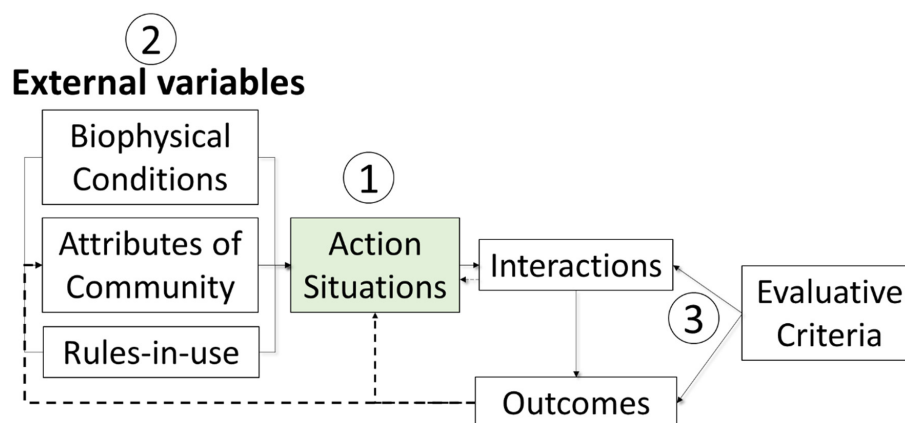 2
External variables
Biophysical
Conditions
1
Attributes of
Community
Action
Situations
Interactions
3
Evaluative
Criteria
Rules-in-use
Outcomes